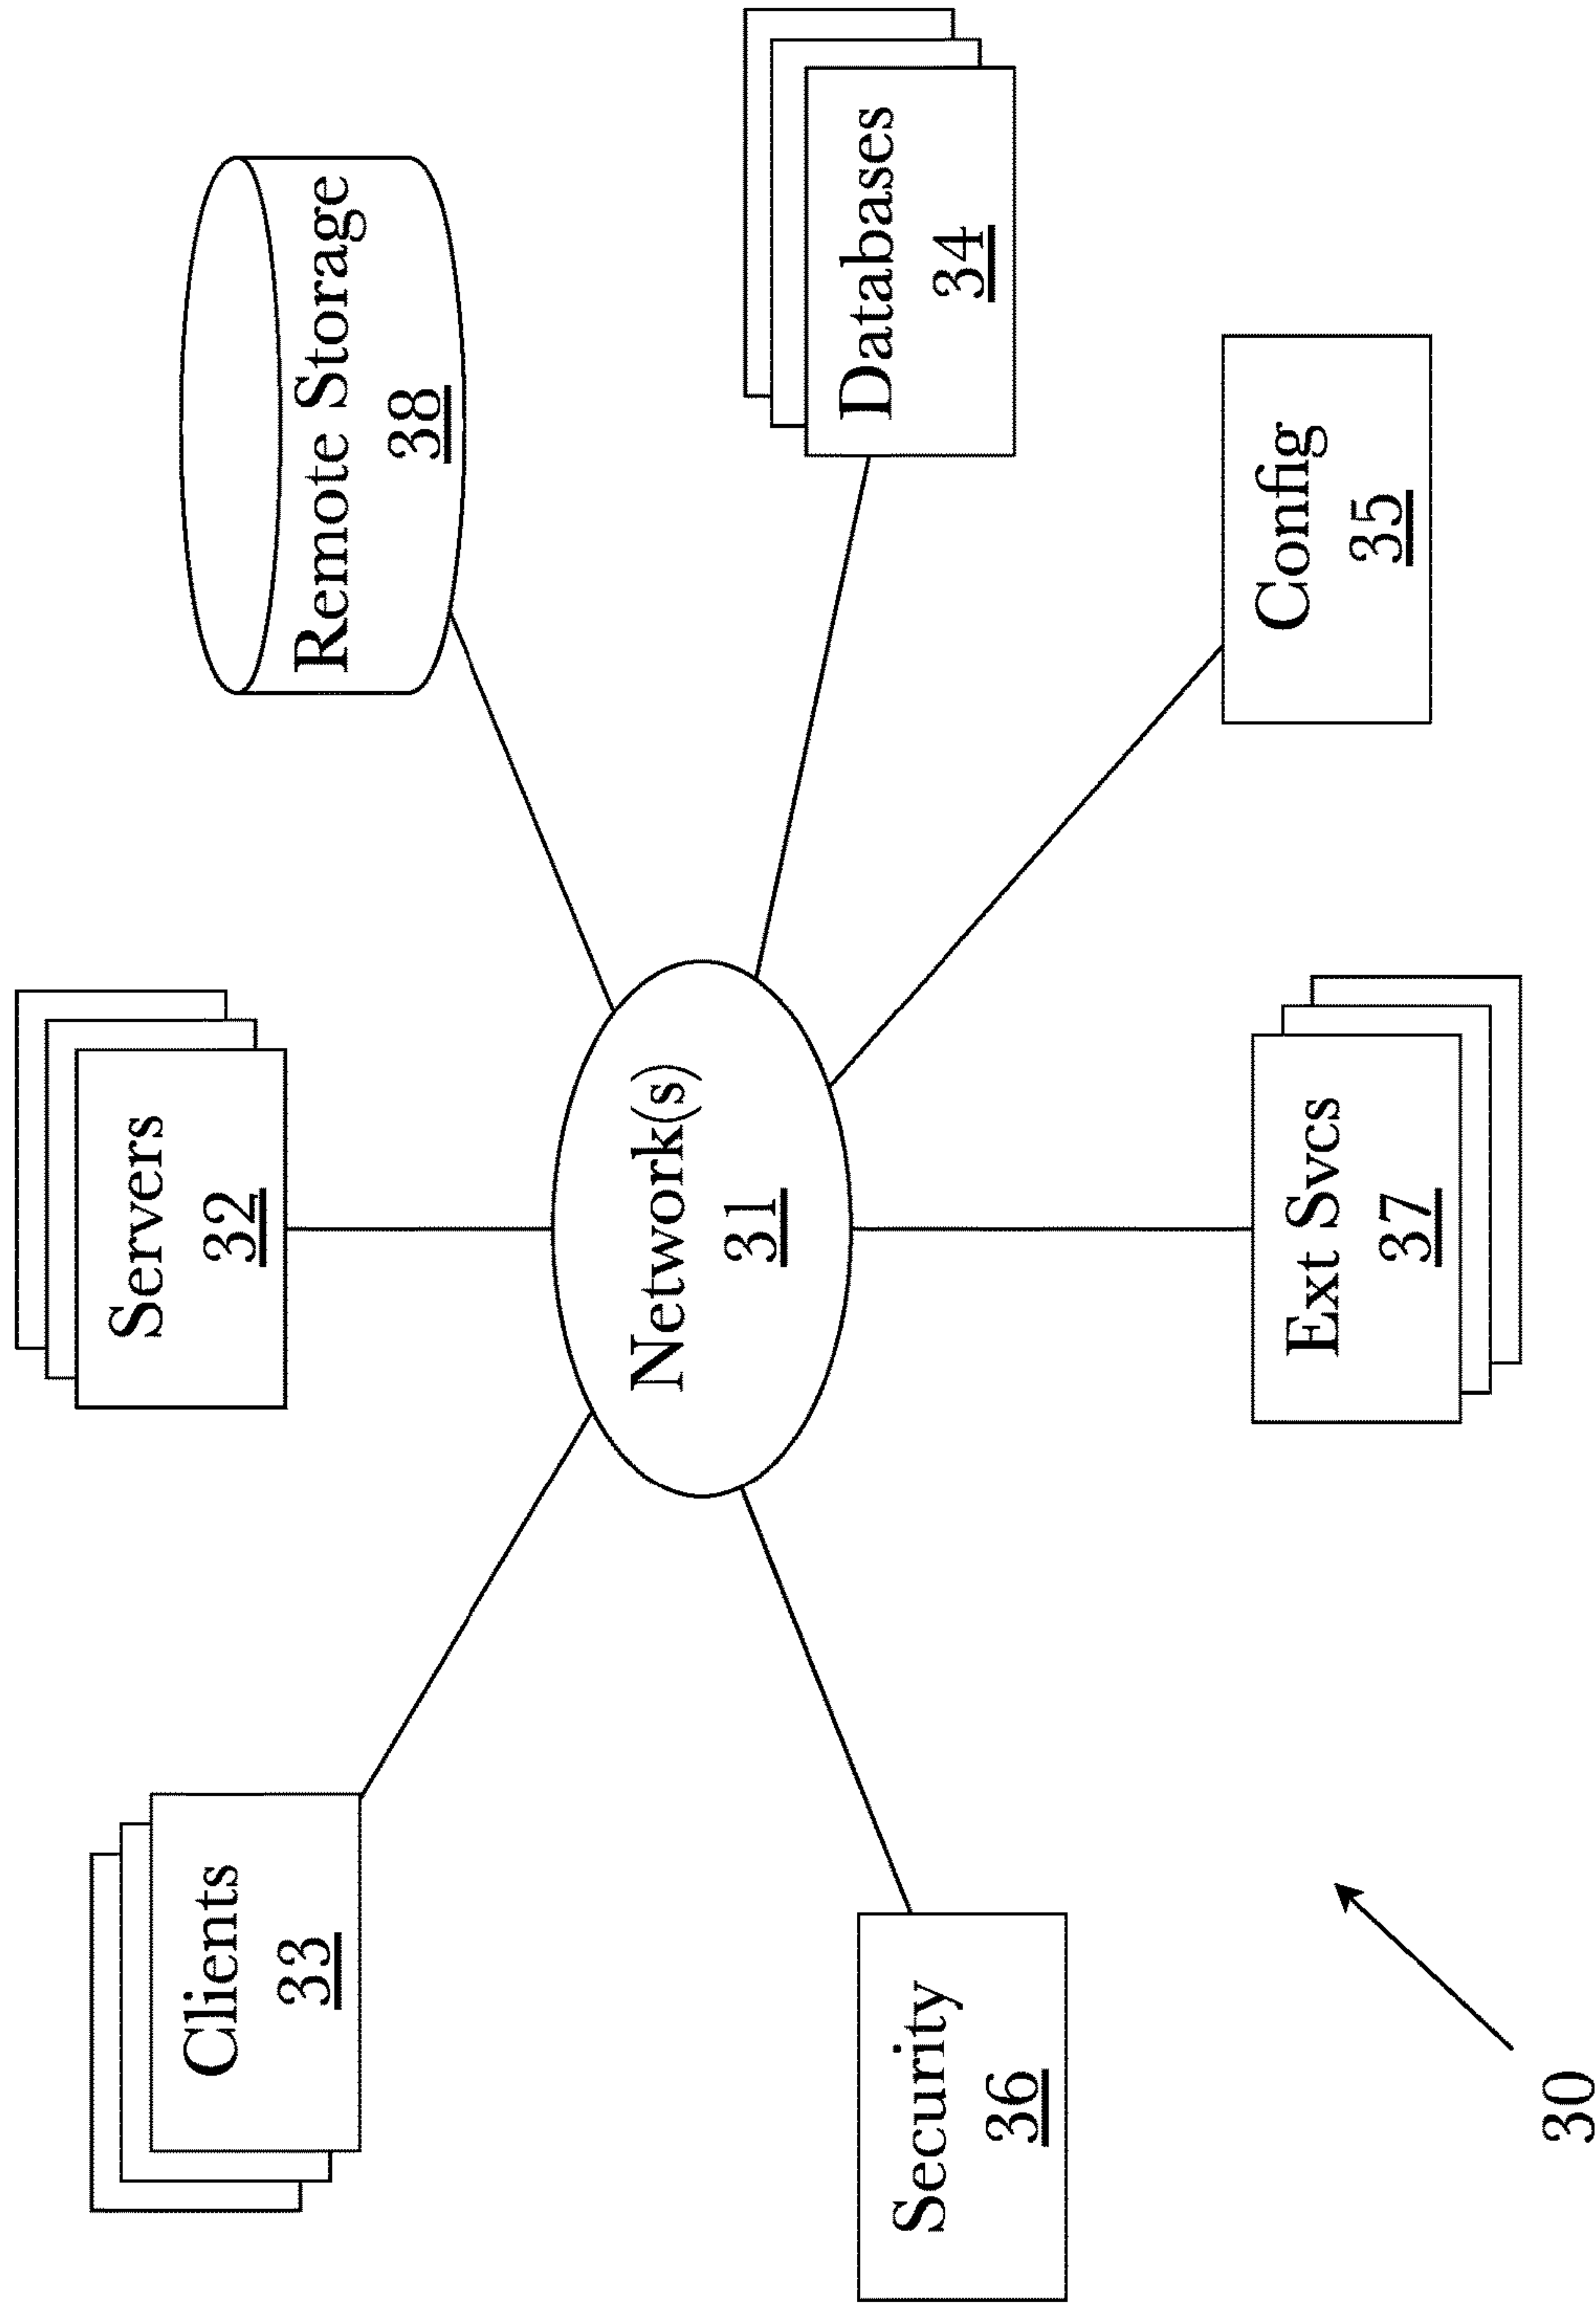 Servers
32
Clients
33
Remote Storage
38
Network(s)
31
Databases
34
Security
36
Ext Svcs
37
Config
35
30